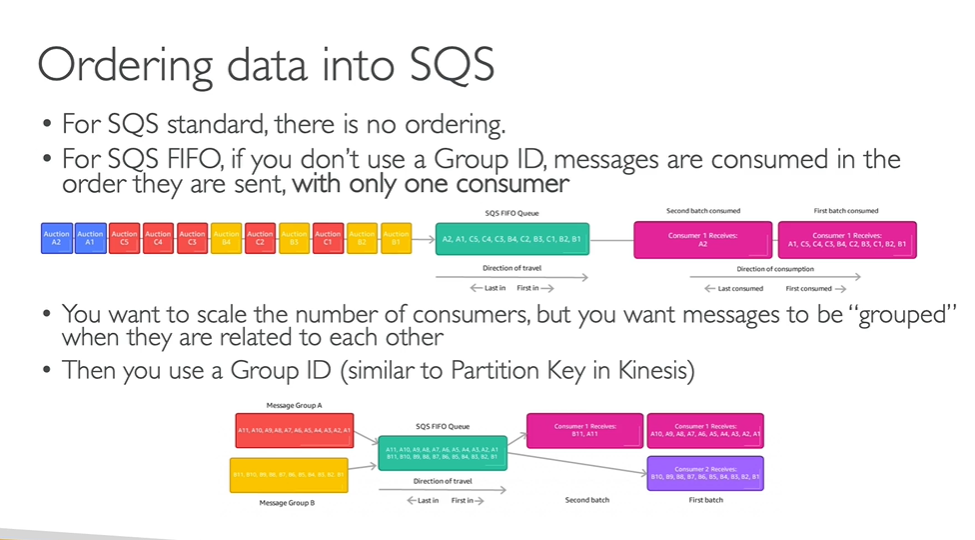 Ordering data into SQS
• For SQS standard, there is no ordering.
• For SQS FIFO, if you don't use a Group ID, messages are consumed in the
order they are sent, with only one consumer
SQS FIFO Queue
Second batch consumed
First batch consumed
Auction A2
Auction A1
Auction C5
Auction C4
Auction C3
Auction B4
Auction C2
Auction B3
Auction C1
Auction B2
Auction B1
A2, A1, C5, C4, C3, B4, C2, B3, C1, B2, B1
Consumer 1 Receives:
A2
Consumer 1 Receives:
A1, C5, C4, C3, B4, C2, B3, C1, B2, B1
Direction of travel
Last in
First in
Direction of consumption
Last consumed
First consumed
• You want to scale the number of consumers, but you want messages to be “grouped”
when they are related to each other
• Then you use a Group ID (similar to Partition Key in Kinesis)
Message Group A
A11, A10, A9, A8, A7, A6, A5, A4, A3, A2, A1
B11, B10, B9, B8, B7, B6, B5, B4, B3, B2, B1
Message Group B
SQS FIFO Queue
A11, A10, A9, A8, A7, A6, A5, A4, A3, A2, A1
B11, B10, B9, B8, B7, B6, B5, B4, B3, B2, B1
Direction of travel
Last in
First in
Consumer 1 Receives:
B11, A11
Consumer 1 Receives:
A10, A9, A8, A7, A6, A5, A4, A3, A2, A1
Consumer 2 Receives:
B10, B9, B8, B7, B6, B5, B4, B3, B2, B1
Second batch
First batch